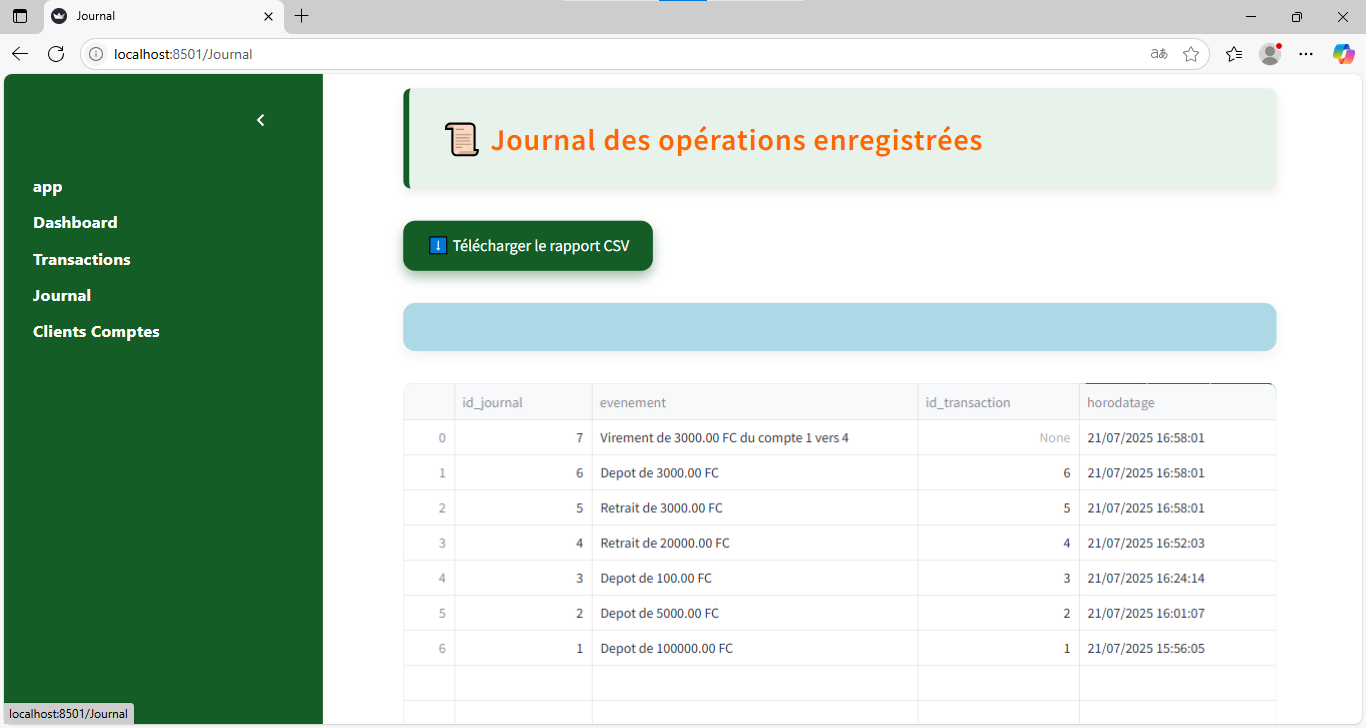 Journal
localhost:8501/Journal
app
Dashboard
Transactions
Journal
Clients Comptes
Journal des opérations enregistrées
Télécharger le rapport CSV
id_journal evenement id_transaction horodatage
0 7 Virement de 3000.00 FC du compte 1 vers 4 None 21/07/2025 16:58:01
1 6 Depot de 3000.00 FC 6 21/07/2025 16:58:01
2 5 Retrait de 3000.00 FC 5 21/07/2025 16:58:01
3 4 Retrait de 20000.00 FC 4 21/07/2025 16:52:03
4 3 Depot de 100.00 FC 3 21/07/2025 16:24:14
5 2 Depot de 5000.00 FC 2 21/07/2025 16:01:07
6 1 Depot de 100000.00 FC 1 21/07/2025 15:56:05
localhost:8501/Journal